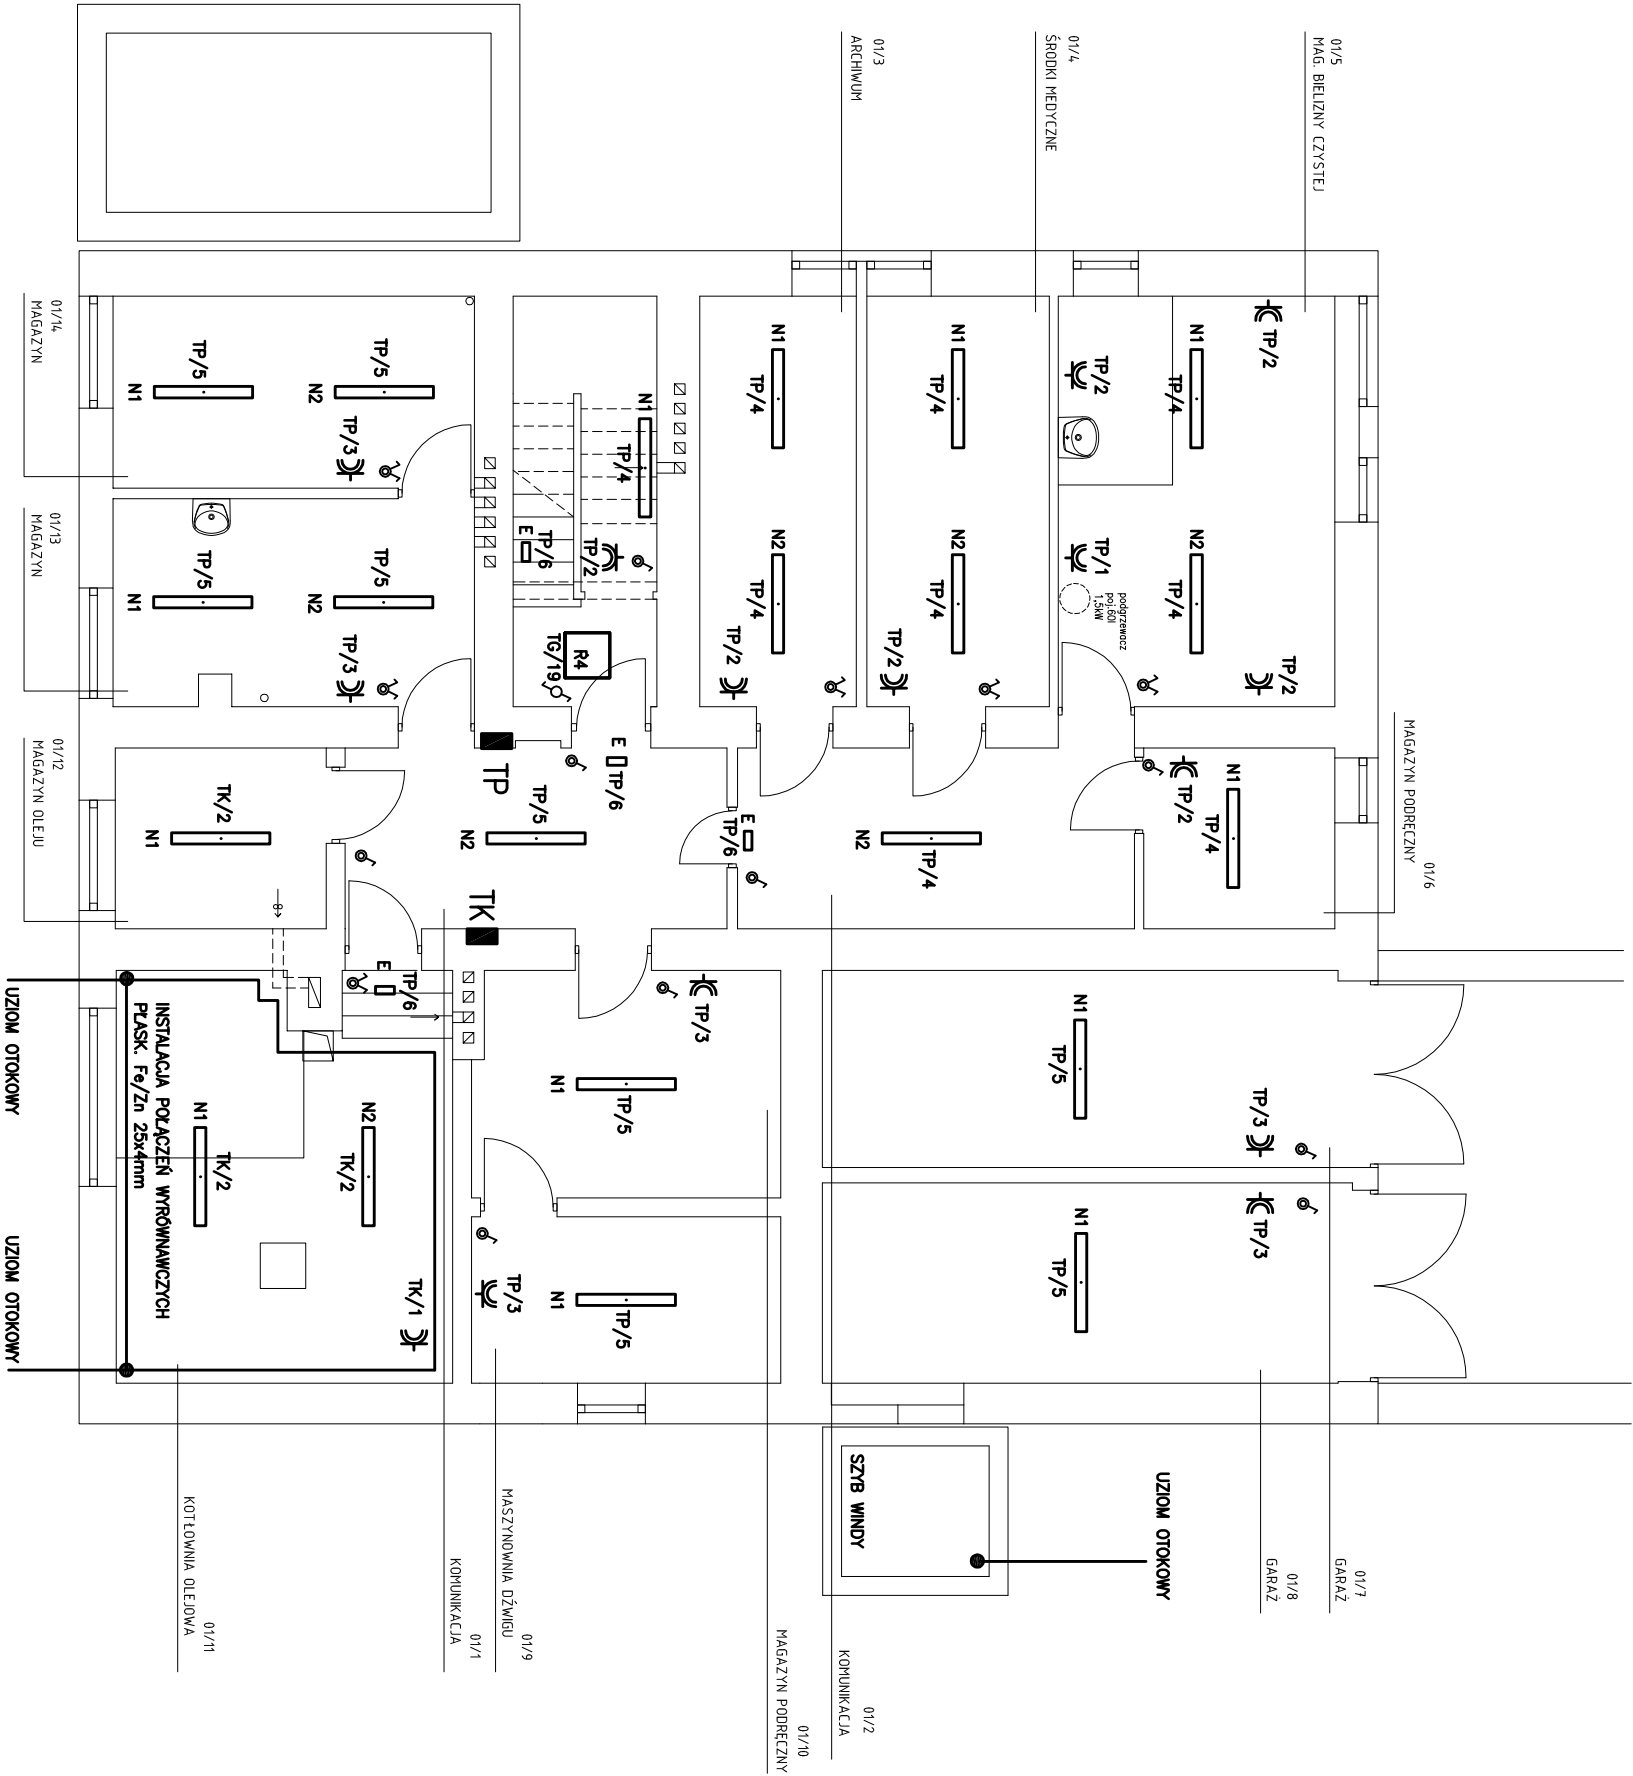 01/5
MAG. BIELIZNY CZYSTEJ
01/4
ŚRODKI MEDYCZNE
01/3
ARCHIWUM
MAGAZYN PODRĘCZNY
01/6
01/14
MAGAZYN
01/13
MAGAZYN
01/12
MAGAZYN OLEJU
TP/2
N1
TP/4
TP/2
N2
TP/4
TP/1
podgrzewacz
poj.60l
1,5kW
TP/2
N1
TP/4
N2
TP/4
TP/2
N1
TP/4
N2
TP/4
TP/2
N1
TP/4
TP/2
E
TP/6
R4
TG/19
TP/5
N1
TP/5
N2
TP/3
TP/5
N1
TP/5
N2
TP/3
TP
E
TP/6
TP/5
N2
E
TP/6
N2
TP/4
N1
TP/4
TP/2
TK/2
N1
TK
E
TP/6
TP/3
N1
TP/5
TP/3
N1
TP/5
N1
TP/5
TP/3
N1
TP/5
TP/3
INSTALACJA POŁĄCZEŃ WYRÓWNAWCZYCH
PŁASK. Fe/Zn 25x4mm
N1
TK/2
N2
TK/2
TK/1
UZIOM OTOKOWY
UZIOM OTOKOWY
SZYB WINDY
UZIOM OTOKOWY
01/7
GARAŻ
01/8
GARAŻ
01/2
KOMUNIKACJA
01/10
MAGAZYN PODRĘCZNY
01/9
MASZYNOWNIA DŹWIGU
01/1
KOMUNIKACJA
01/11
KOTŁOWNIA OLEJOWA